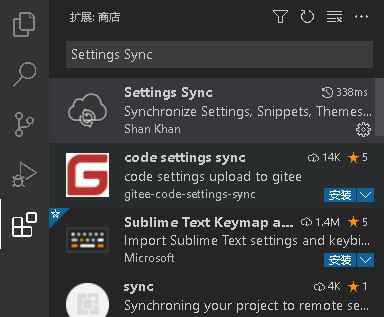 扩展: 商店
Settings Sync
Settings Sync 338ms
Synchronize Settings, Snippets, Themes...
Shan Khan
code settings sync 14K 5
code settings upload to gitee
gitee-code-settings-sync 安装
Sublime Text Keymap a... 1.4M 5
Import Sublime Text settings and keybi...
Microsoft 安装
sync 4K 1
Synchroning your project to remote se...